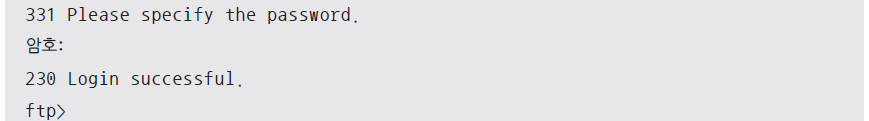 331 Please specify the password.
암호:
230 Login successful.
ftp>